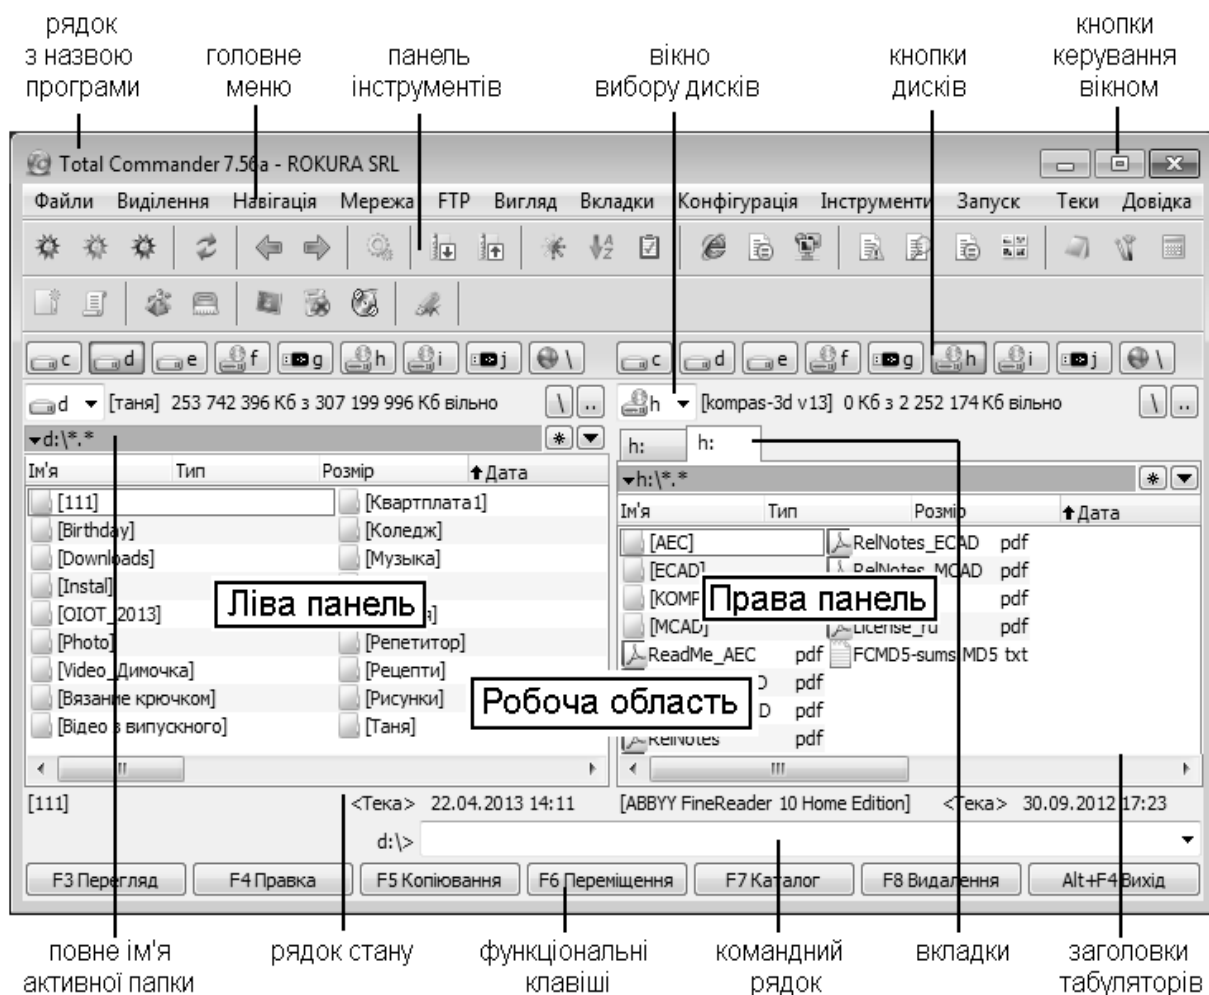 рядок
з назвою
програми
головне
меню
панель
інструментів
вікно
вибору дисків
кнопки
дисків
кнопки
керування
вікном
Total Commander 7.56a - ROKURA SRL
Файли Виділення Навігація Мережа FTP Вигляд Вкладки Конфігурація Інструменти Запуск Теки Довідка
c d e f g h i j \ c d e f g h i j \
d [таня] 253 742 396 Кб з 307 199 996 Кб вільно \ ..
h [kompas-3d v13] 0 Кб з 2 252 174 Кб вільно \ ..
d:\*.* *
h: h:
h:\*.* *
Ім'я Тип Розмір Дата
[111] [Квартплата1]
[Birthday] [Коледж]
[Downloads] [Музыка]
[Instal]
[OIOT_2013]
[Photo] [Репетитор]
[Video_Димочка] [Рецепти]
[Вязание крючком] [Рисунки]
[Відео з випускного] [Таня]
Ліва панель
Ім'я Тип Розмір Дата
[AEC] RelNotes_ECAD pdf
[ECAD] RelNotes_MCAD pdf
pdf
[MCAD] License_ru pdf
ReadMe_AEC pdf FCMD5-sums MD5 txt
pdf
pdf
RelNotes pdf
Права панель
Робоча область
[111] <Тека> 22.04.2013 14:11
[ABBYY FineReader 10 Home Edition] <Тека> 30.09.2012 17:23
d:\>
F3 Перегляд F4 Правка F5 Копіювання F6 Переміщення F7 Каталог F8 Видалення Alt+F4 Вихід
повне ім'я
активної папки
рядок стану
функціональні
клавіші
командний
рядок
вкладки
заголовки
табуляторів